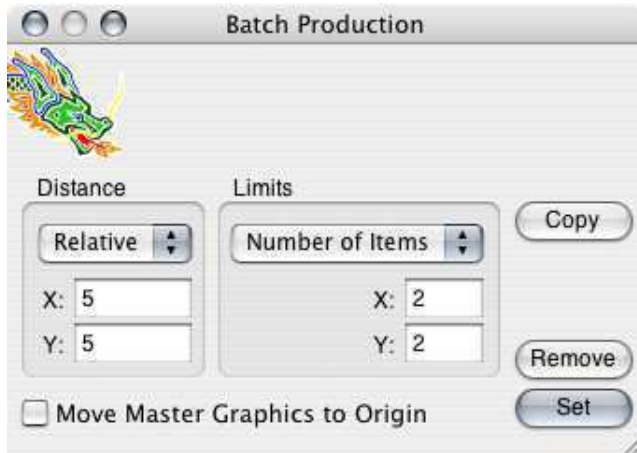 Batch Production
Distance
Limits
Relative
Number of Items
Copy
X: 5
X: 2
Y: 5
Y: 2
Remove
Move Master Graphics to Origin
Set